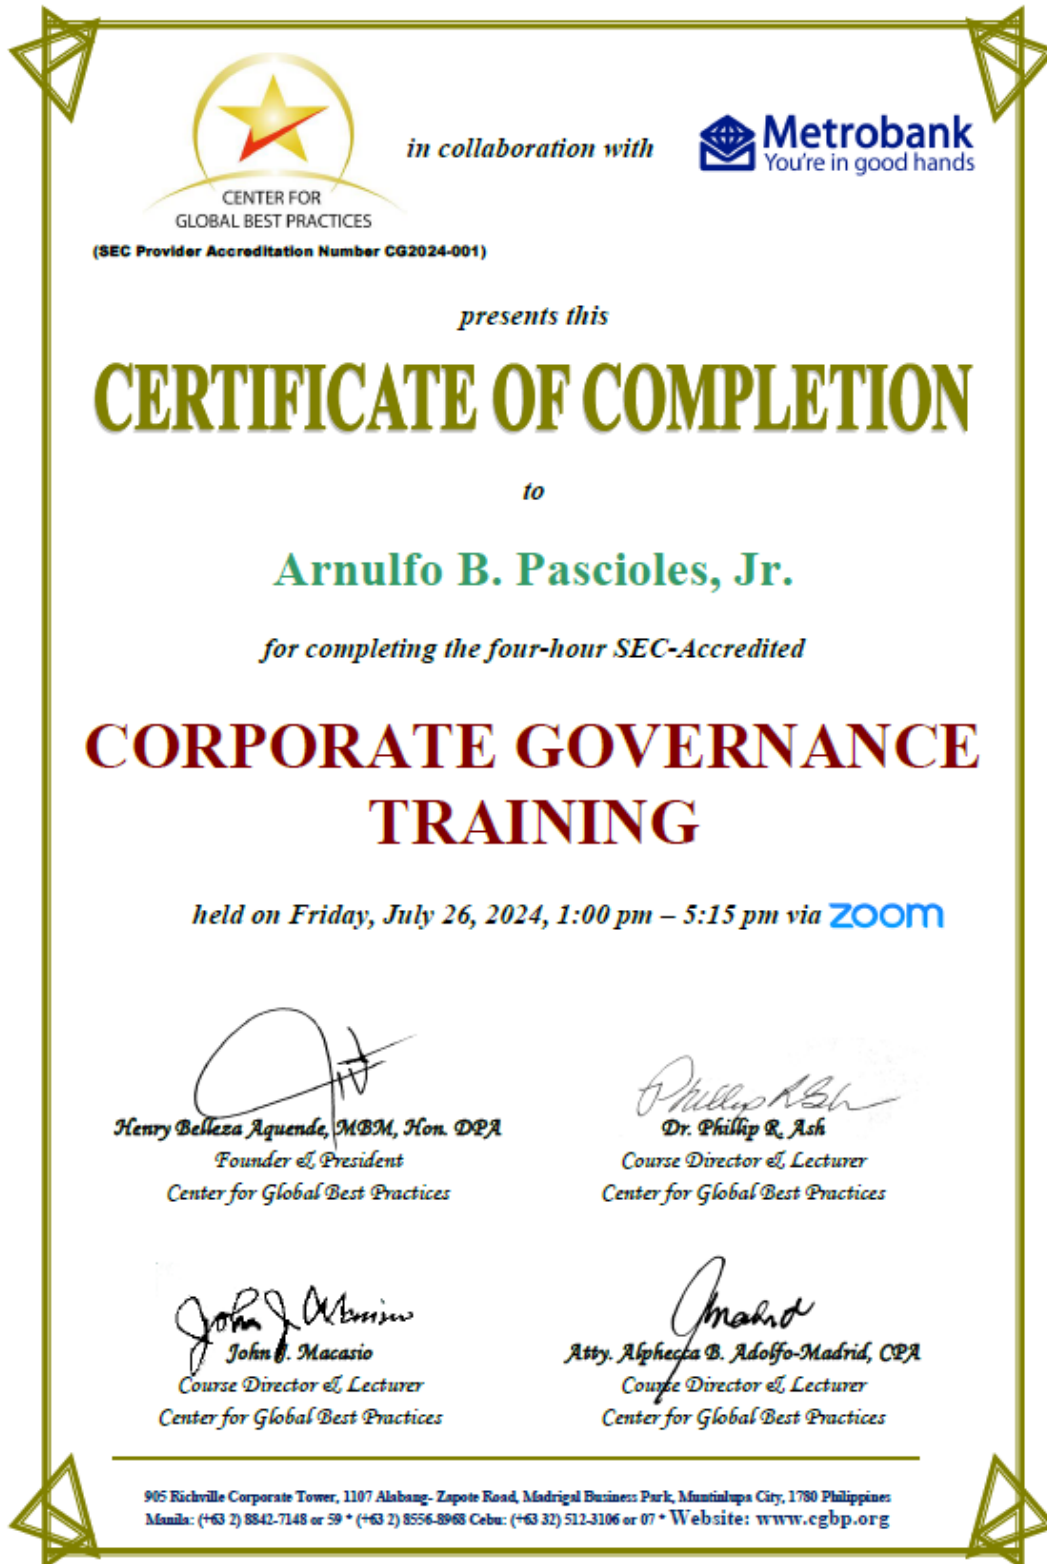 CENTER FOR
GLOBAL BEST PRACTICES
(SEC Provider Accreditation Number CG2024-001)
in collaboration with
Metrobank
You're in good hands
presents this
CERTIFICATE OF COMPLETION
to
Arnulfo B. Pascioles, Jr.
for completing the four-hour SEC-Accredited
CORPORATE GOVERNANCE
TRAINING
held on Friday, July 26, 2024, 1:00 pm – 5:15 pm via zoom
Henry Belleza Aquende, MBM, Hon. DPA
Founder & President
Center for Global Best Practices
Phillip R Ash
Dr. Phillip R. Ash
Course Director & Lecturer
Center for Global Best Practices
John J. Macasio
John J. Macasio
Course Director & Lecturer
Center for Global Best Practices
Atty. Alphecca B. Adolfo-Madrid, CPA
Course Director & Lecturer
Center for Global Best Practices
905 Richville Corporate Tower, 1107 Alabang- Zapote Road, Madrigal Business Park, Muntinlupa City, 1780 Philippines
Manila: (+63 2) 8842-7148 or 59 * (+63 2) 8556-8968 Cebu: (+63 32) 512-3106 or 07 * Website: www.cgbp.org